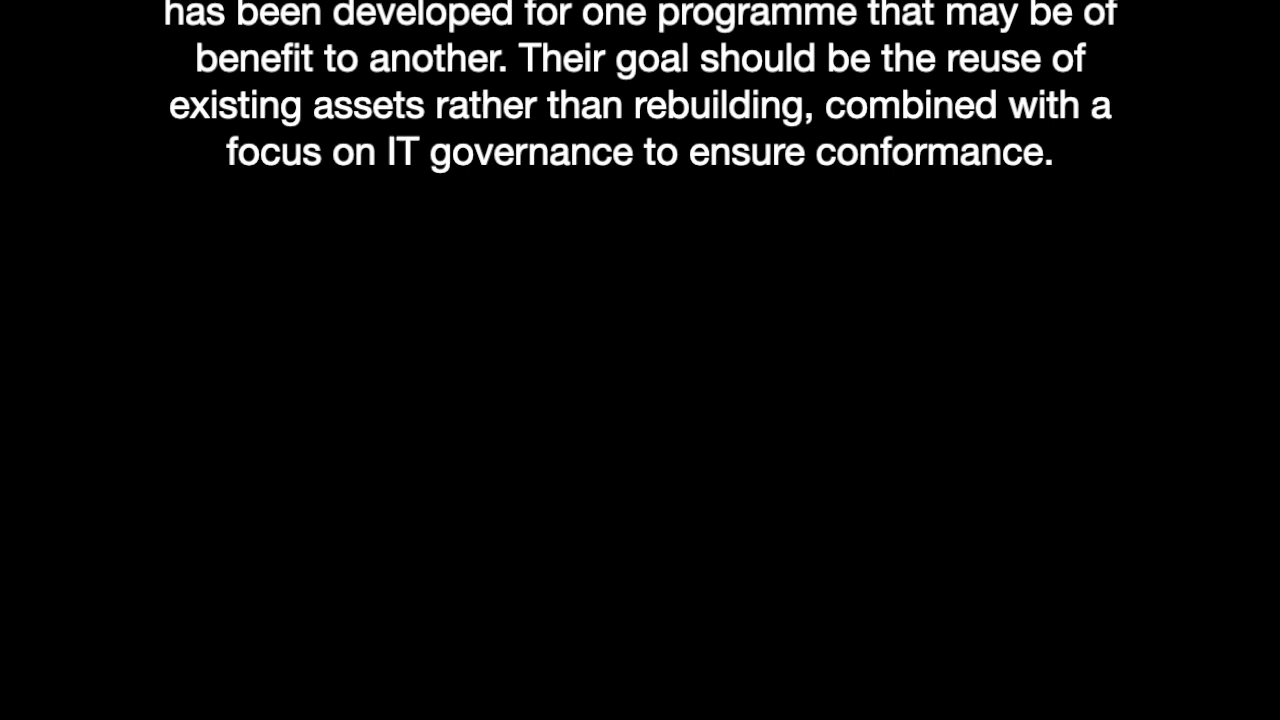 has been developed for one programme that may be of
benefit to another. Their goal should be the reuse of
existing assets rather than rebuilding, combined with a
focus on IT governance to ensure conformance.